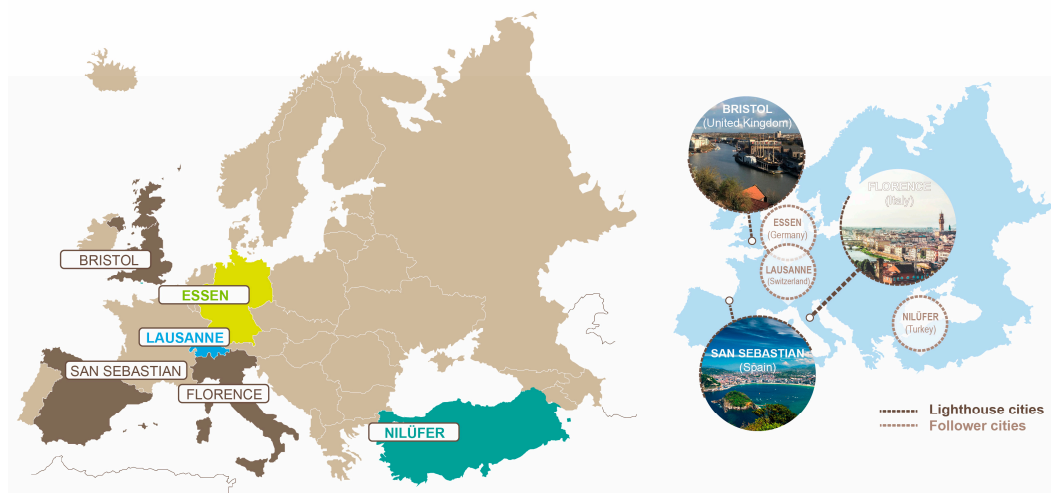 BRISTOL
ESSEN
LAUSANNE
SAN SEBASTIAN
FLORENCE
NILÜFER
BRISTOL
(United Kingdom)
FLORENCE
(Italy)
ESSEN
(Germany)
LAUSANNE
(Switzerland)
NILÜFER
(Turkey)
SAN SEBASTIAN
(Spain)
Lighthouse cities
Follower cities